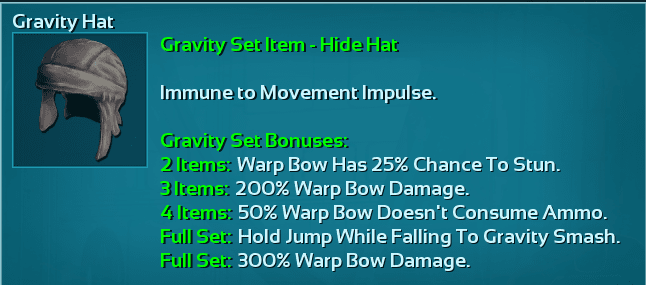 Gravity Hat
Gravity Set Item - Hide Hat
Immune to Movement Impulse.
Gravity Set Bonuses:
2 Items: Warp Bow Has 25% Chance To Stun.
3 Items: 200% Warp Bow Damage.
4 Items: 50% Warp Bow Doesn't Consume Ammo.
Full Set: Hold Jump While Falling To Gravity Smash.
Full Set: 300% Warp Bow Damage.